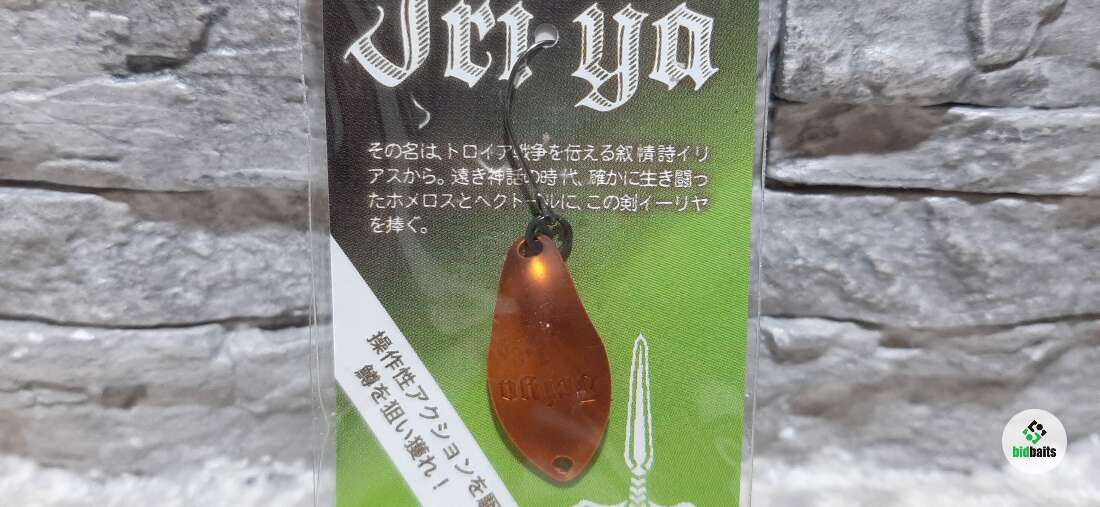 Iri ya
その名は、トロイア戦争を伝える叙情詩イリ
アスから。遠き神話の時代、確かに生き闘っ
たホメロスとヘクトールに、この剣イーリヤ
を捧ぐ。
操作性アクションを駆
鱒を狙い獲れ!
bidbaits